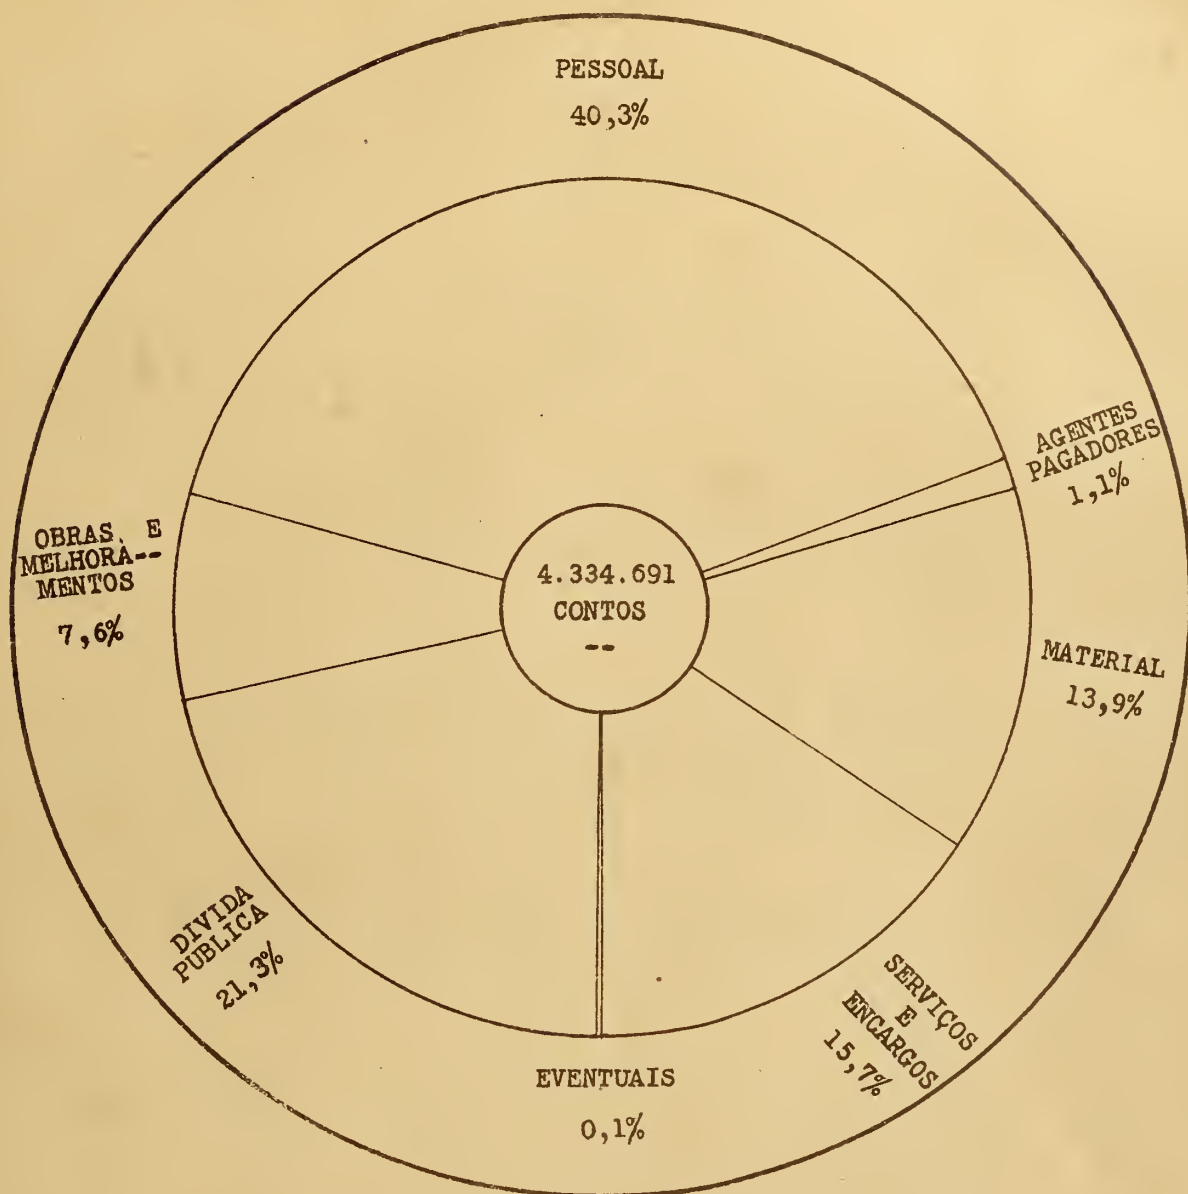 PESSOAL
40,3%
AGENTES
PAGADORES
1,1%
OBRAS. E
MELHORA--
MENTOS
7,6%
4.334.691
CONTOS
--
MATERIAL
13,9%
DIVIDA
PUBLICA
21,3%
SERVIÇOS
E
ENCARGOS
15,7%
EVENTUAIS
0,1%